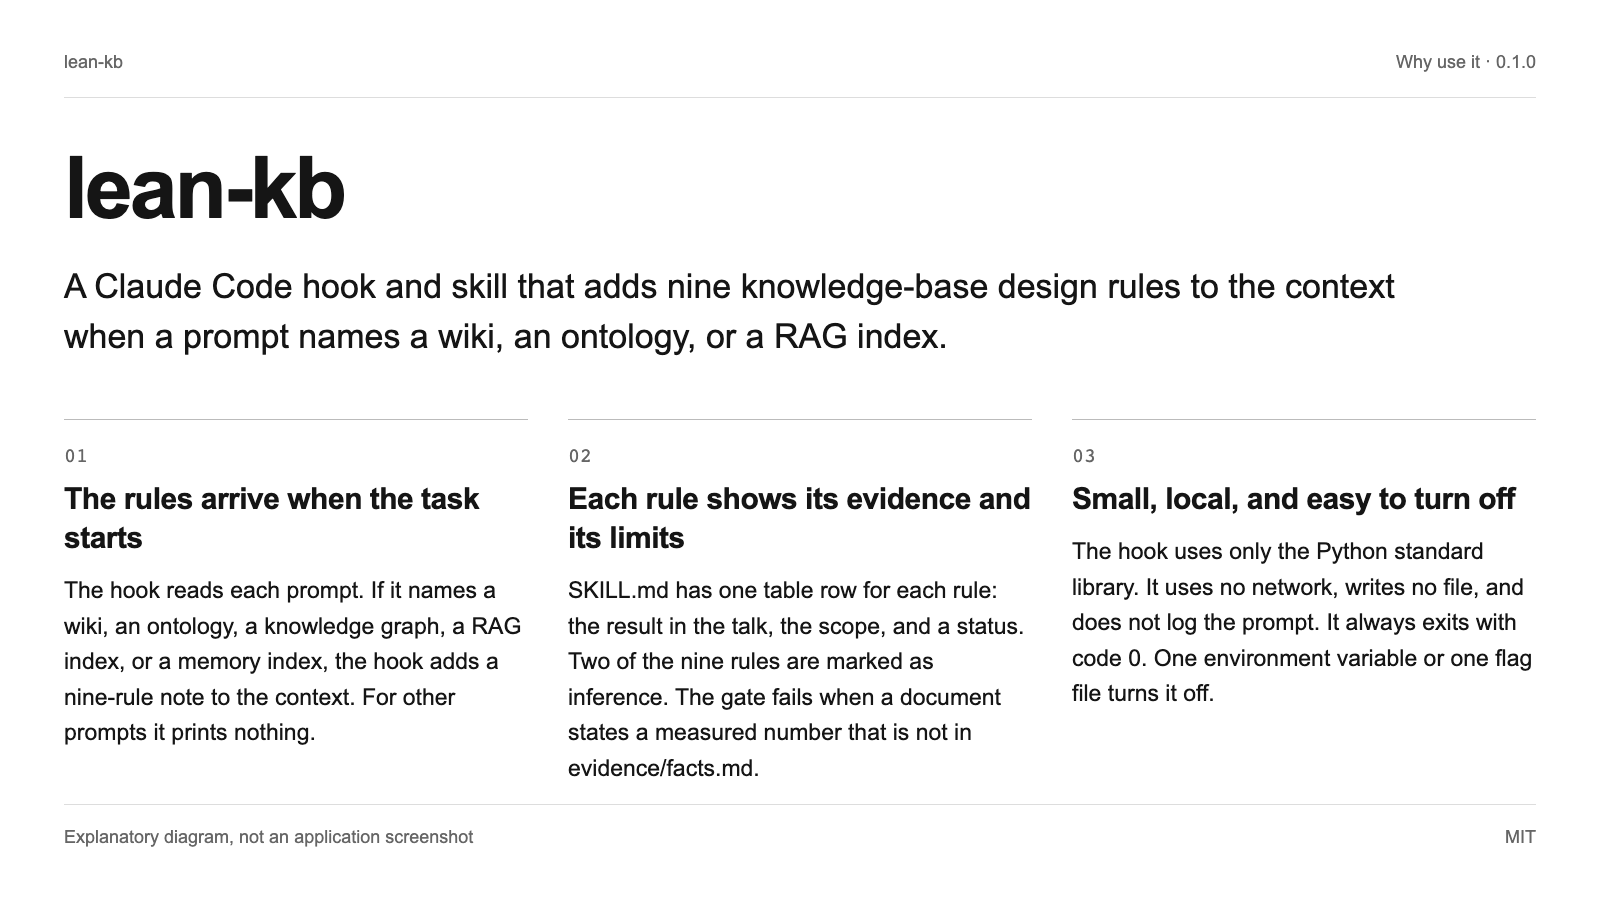 lean-kb
Why use it · 0.1.0
lean-kb
A Claude Code hook and skill that adds nine knowledge-base design rules to the context
when a prompt names a wiki, an ontology, or a RAG index.
01
The rules arrive when the task
starts
The hook reads each prompt. If it names a
wiki, an ontology, a knowledge graph, a RAG
index, or a memory index, the hook adds a
nine-rule note to the context. For other
prompts it prints nothing.
02
Each rule shows its evidence and
its limits
SKILL.md has one table row for each rule:
the result in the talk, the scope, and a status.
Two of the nine rules are marked as
inference. The gate fails when a document
states a measured number that is not in
evidence/facts.md.
03
Small, local, and easy to turn off
The hook uses only the Python standard
library. It uses no network, writes no file, and
does not log the prompt. It always exits with
code 0. One environment variable or one flag
file turns it off.
Explanatory diagram, not an application screenshot
MIT